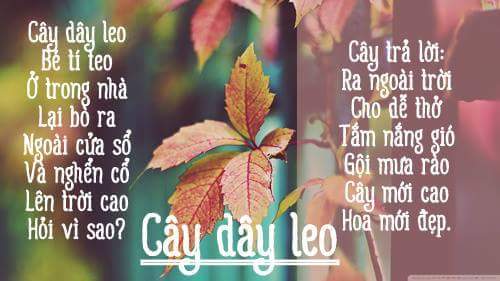 Cây dây leo
Bé tí teo
Ở trong nhà
Lại bò ra
Ngoài cửa sổ
Và nghển cổ
Lên trời cao
Hỏi vì sao?
Cây trả lời:
Ra ngoài trời
Cho dễ thở
Tắm nắng gió
Gội mưa rào
Cây mới cao
Hoa mới đẹp.
Cây dây leo